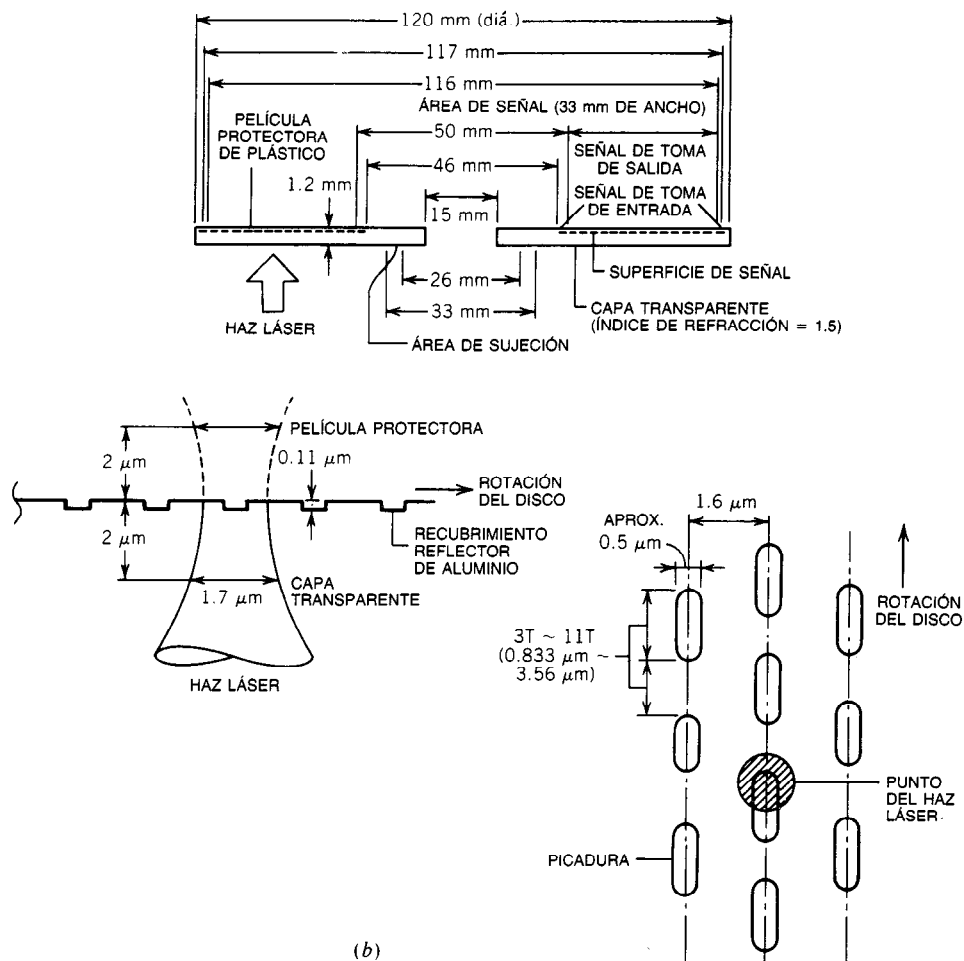 120 mm (diá.)
117 mm
116 mm
ÁREA DE SEÑAL (33 mm DE ANCHO)
PELÍCULA
PROTECTORA
DE PLÁSTICO
50 mm
SEÑAL DE TOMA
DE SALIDA
46 mm
1.2 mm
SEÑAL DE TOMA
DE ENTRADA
15 mm
SUPERFICIE DE SEÑAL
26 mm
CAPA TRANSPARENTE
(ÍNDICE DE REFRACCIÓN = 1.5)
33 mm
HAZ LÁSER
ÁREA DE SUJECIÓN
PELÍCULA PROTECTORA
2 μm
0.11 μm
ROTACIÓN
DEL DISCO
2 μm
RECUBRIMIENTO
REFLECTOR
DE ALUMINIO
CAPA
TRANSPARENTE
1.7 μm
HAZ LÁSER
1.6 μm
APROX.
0.5 μm
ROTACIÓN
DEL DISCO
3T ~ 11T
(0.833 μm ~
3.56 μm)
PUNTO
DEL HAZ
LÁSER
PICADURA
(b)